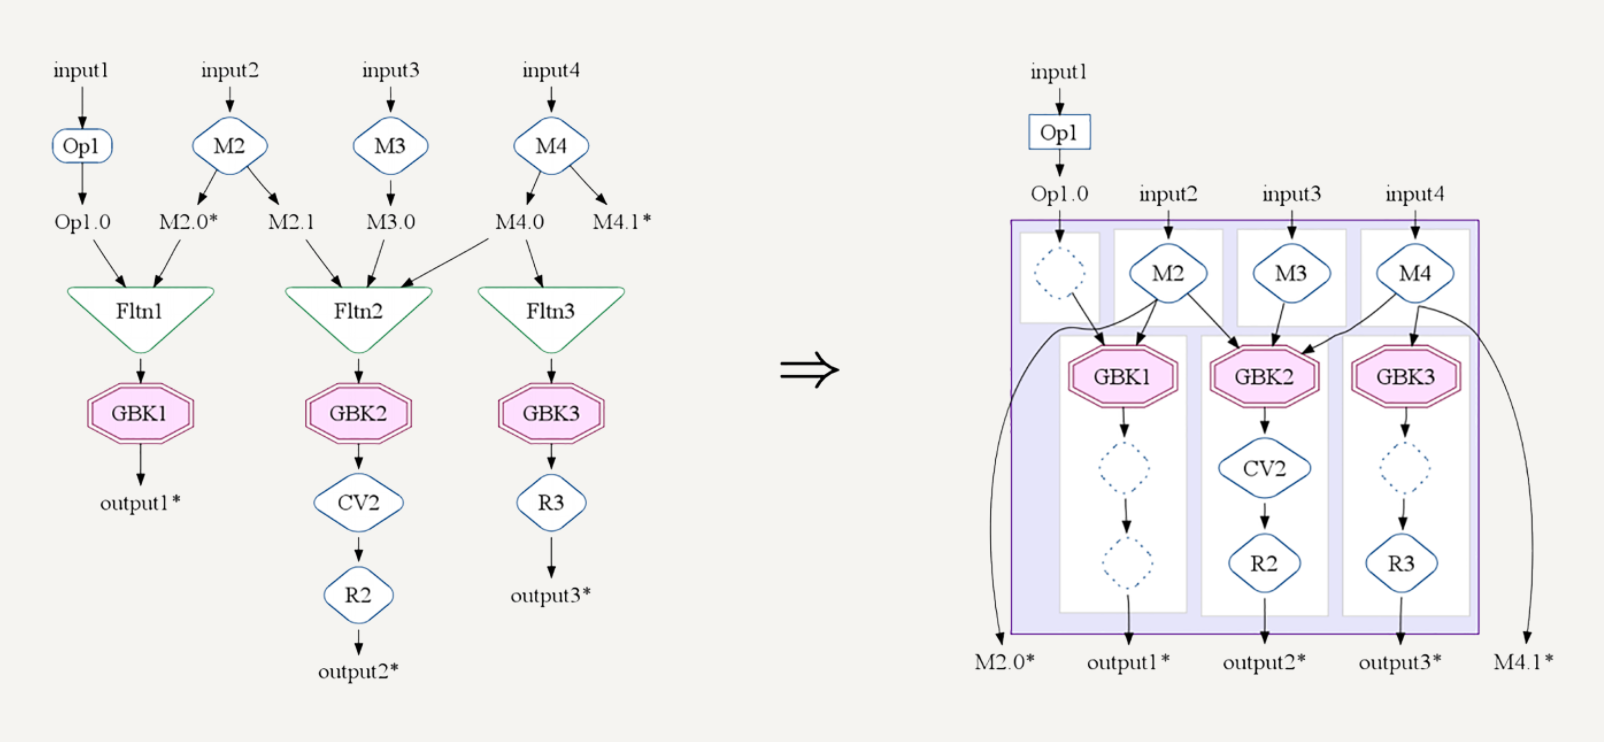 input1 input2 input3 input4
Op1 M2 M3 M4
Op1.0 M2.0* M2.1 M3.0 M4.0 M4.1*
Fltn1 Fltn2 Fltn3
GBK1 GBK2 GBK3
output1* CV2 R3
R2 output3*
output2*
⇒
input1
Op1
Op1.0 input2 input3 input4
M2 M3 M4
GBK1 GBK2 GBK3
CV2
R2 R3
M2.0* output1* output2* output3* M4.1*